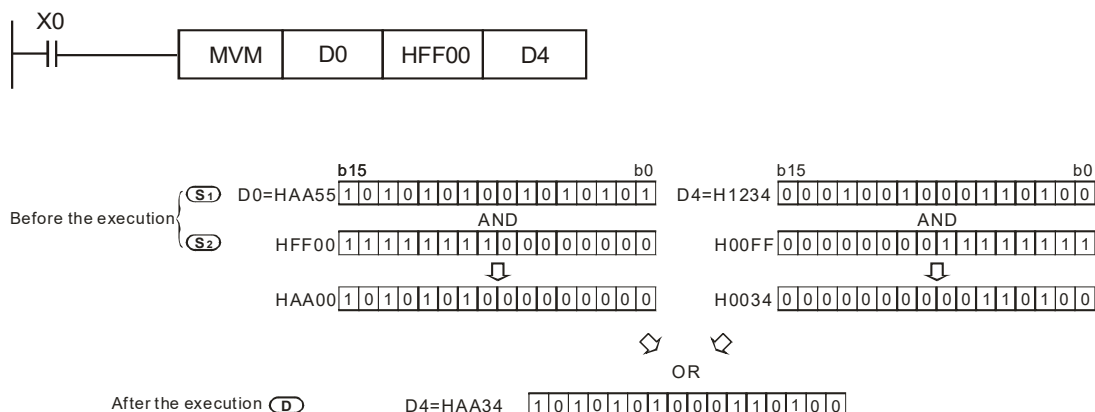 X0
MVM D0 HFF00 D4
b15 b0 b15 b0
S1 D0=HAA55 1 0 1 0 1 0 1 0 0 1 0 1 0 1 0 1 D4=H1234 0 0 0 1 0 0 1 0 0 0 1 1 0 1 0 0
Before the execution AND AND
S2 HFF00 1 1 1 1 1 1 1 1 0 0 0 0 0 0 0 0 H00FF 0 0 0 0 0 0 0 0 1 1 1 1 1 1 1 1
HAA00 1 0 1 0 1 0 1 0 0 0 0 0 0 0 0 0 H0034 0 0 0 0 0 0 0 0 0 0 1 1 0 1 0 0
OR
After the execution D D4=HAA34 1 0 1 0 1 0 1 0 0 0 1 1 0 1 0 0